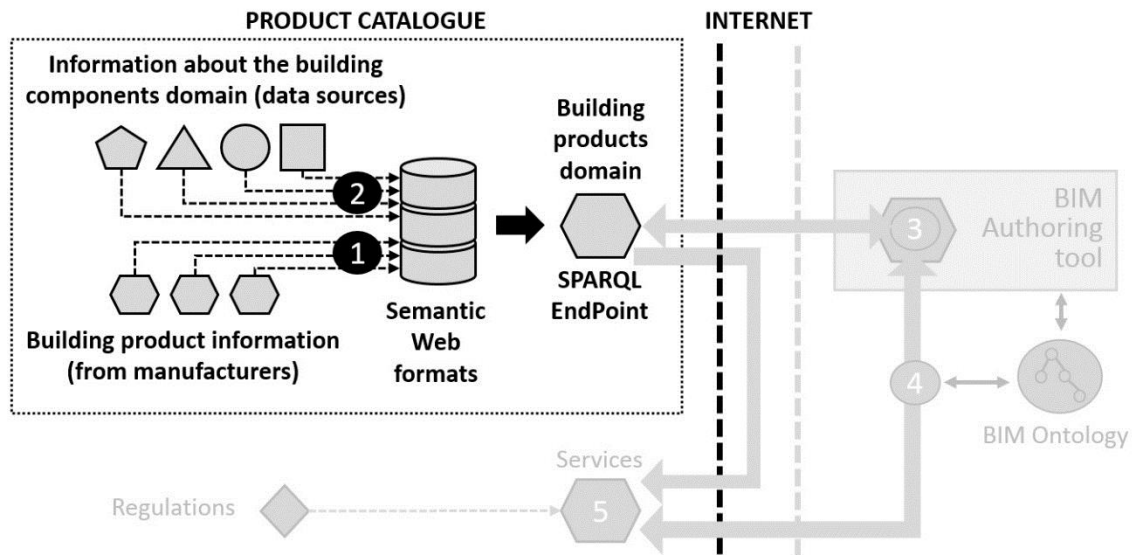 PRODUCT CATALOGUE
INTERNET
Information about the building
components domain (data sources)
Building
products
domain
2
1
3
BIM
Authoring
tool
SPARQL
EndPoint
Semantic
Web
formats
Building product information
(from manufacturers)
4
BIM Ontology
Services
Regulations
5